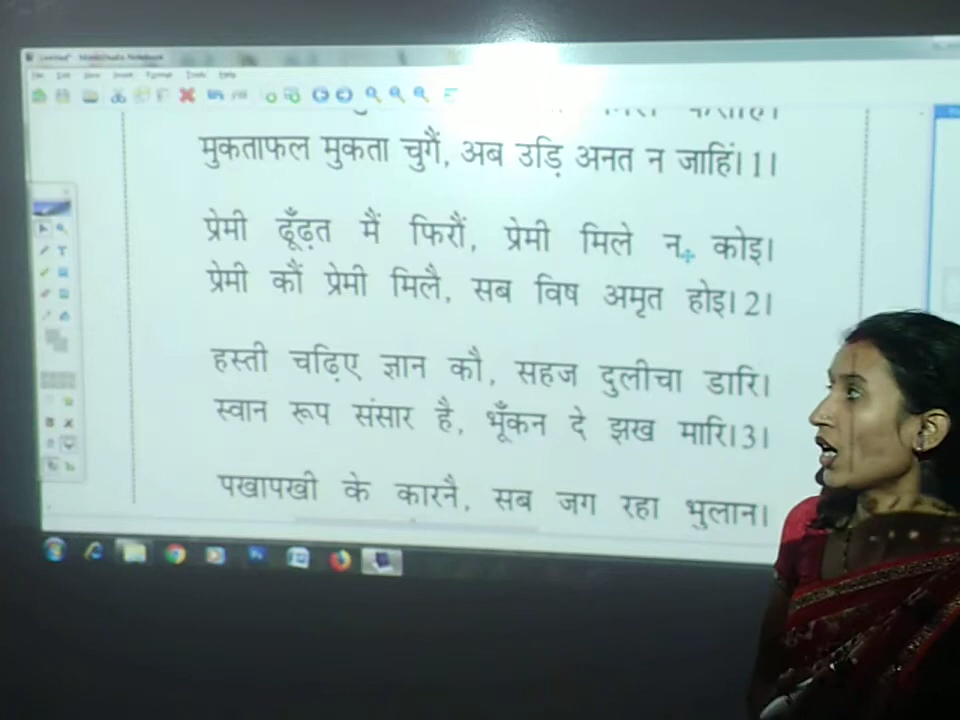 मुकताफल मुकता चुगैं, अब उड़ि अनत न जाहिं।1।
प्रेमी ढूँढ़त मैं फिरौं, प्रेमी मिले न कोइ।
प्रेमी कौं प्रेमी मिलै, सब विष अमृत होइ।2।
हस्ती चढ़िए ज्ञान कौ, सहज दुलीचा डारि।
स्वान रूप संसार है, भूँकन दे झख मारि।3।
पखापखी के कारनै, सब जग रहा भुलान।